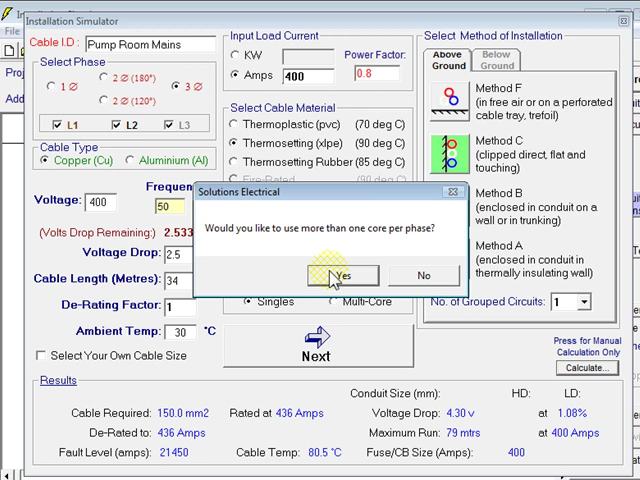 Installation Simulator
File
Cable I.D :
Pump Room Mains
Select Phase
1 Ø
2 Ø (180°)
2 Ø (120°)
3 Ø
L1
L2
L3
Cable Type
Copper (Cu)
Aluminium (Al)
Voltage:
400
50
(Volts Drop Remaining:)
2.533
Voltage Drop:
2.5
Cable Length (Metres):
34
De-Rating Factor:
1
Ambient Temp:
30
°C
Select Your Own Cable Size
Input Load Current
KW
Amps
400
Power Factor:
0.8
Select Cable Material
Thermoplastic (pvc) (70 deg C)
Thermosetting (xlpe) (90 deg C)
Thermosetting Rubber (85 deg C)
Solutions Electrical
Would you like to use more than one core per phase?
Yes
No
Singles
Multi-Core
Next
Select Method of Installation
Above Ground
Below Ground
Method F
(in free air or on a perforated
cable tray, trefoil)
Method C
(clipped direct, flat and
touching)
Method B
(enclosed in conduit on a
wall or in trunking)
Method A
(enclosed in conduit in
thermally insulating wall)
No. of Grouped Circuits:
1
Press for Manual
Calculation Only
Calculate...
Results
Conduit Size (mm): HD: LD:
Cable Required: 150.0 mm2 Rated at 436 Amps Voltage Drop: 4.30 v at 1.08%
De-Rated to: 436 Amps Maximum Run: 79 mtrs at 400 Amps
Fault Level (amps): 21450 Cable Temp: 80.5 °C Fuse/CB Size (Amps): 400